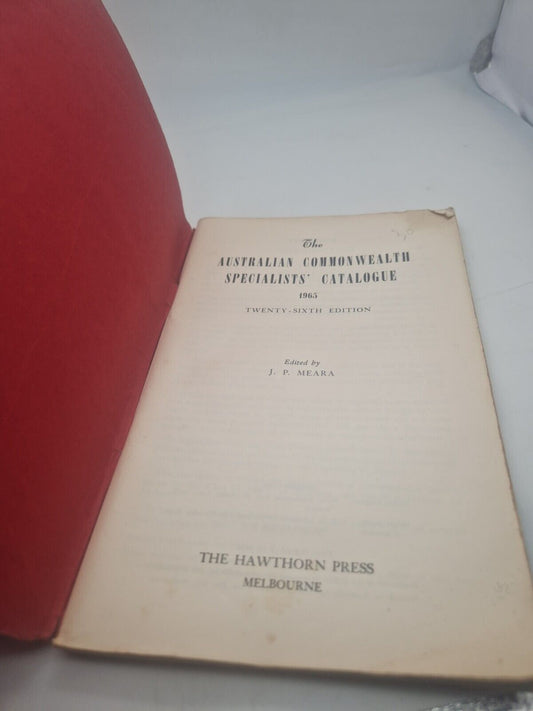 The
AUSTRALIAN COMMONWEALTH
SPECIALISTS' CATALOGUE
1965
TWENTY-SIXTH EDITION
Edited by
J. P. MEARA
THE HAWTHORN PRESS
MELBOURNE